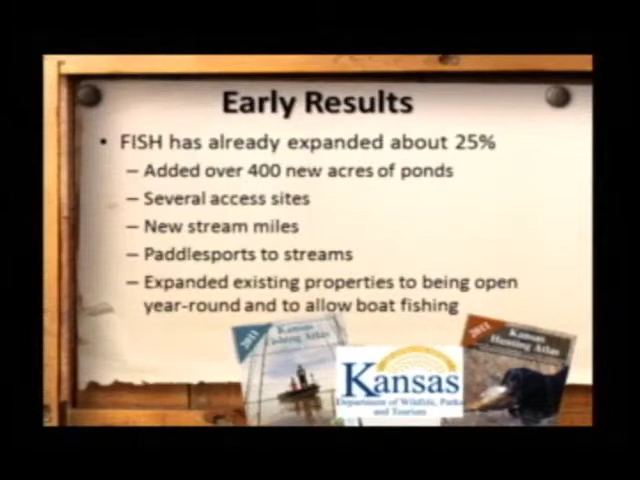 Early Results
• FISH has already expanded about 25%
– Added over 400 new acres of ponds
– Several access sites
– New stream miles
– Paddlesports to streams
– Expanded existing properties to being open
year-round and to allow boat fishing
2011
Kansas
Fishing Atlas
Kansas
Department of Wildlife, Parks
and Tourism
2011
Kansas
Hunting Atlas